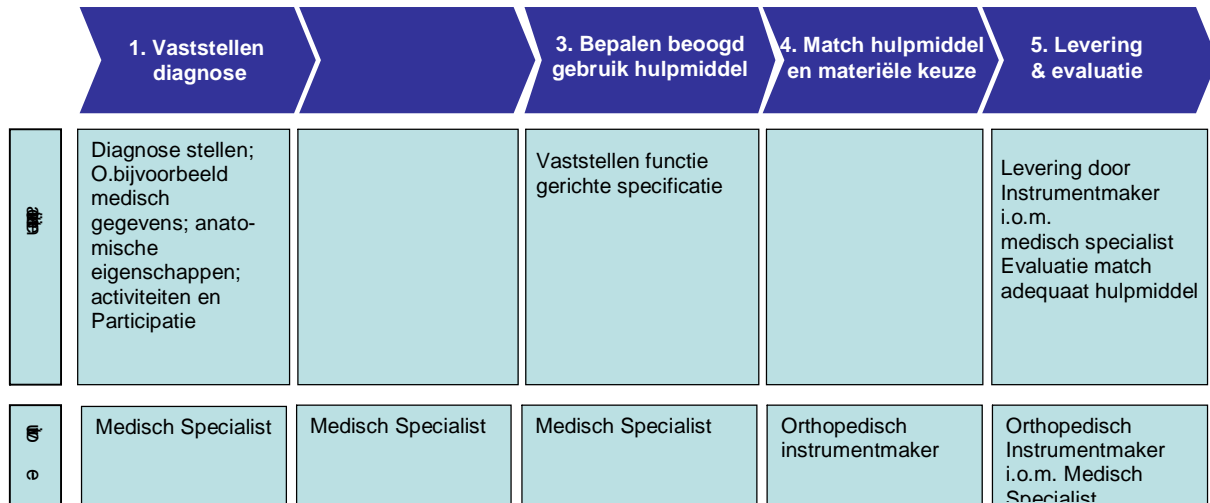 1. Vaststellen
diagnose
3. Bepalen beoogd
gebruik hulpmiddel
4. Match hulpmiddel
en materiële keuze
5. Levering
& evaluatie
Diagnose stellen;
O.bijvoorbeeld
medisch
gegevens; anato-
mische
eigenschappen;
activiteiten en
Participatie
Vaststellen functie
gerichte specificatie
Levering door
Instrumentmaker
i.o.m.
medisch specialist
Evaluatie match
adequaat hulpmiddel
Medisch Specialist
Medisch Specialist
Medisch Specialist
Orthopedisch
instrumentmaker
Orthopedisch
Instrumentmaker
i.o.m. Medisch
Specialist